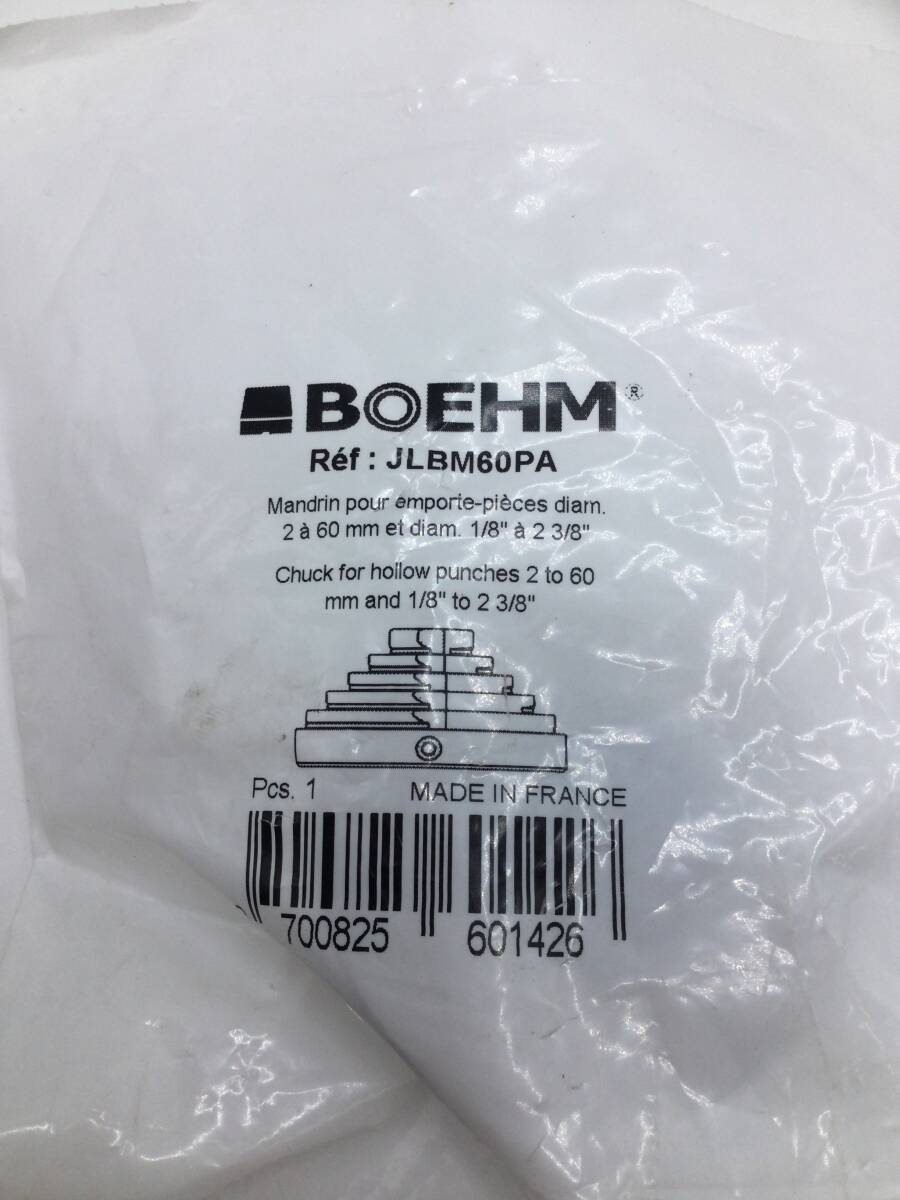 BOEHM®
Réf : JLBM60PA
Mandrin pour emporte-pièces diam.
2 à 60 mm et diam. 1/8" à 2 3/8"
Chuck for hollow punches 2 to 60
mm and 1/8" to 2 3/8"
Pcs. 1 MADE IN FRANCE
700825 601426